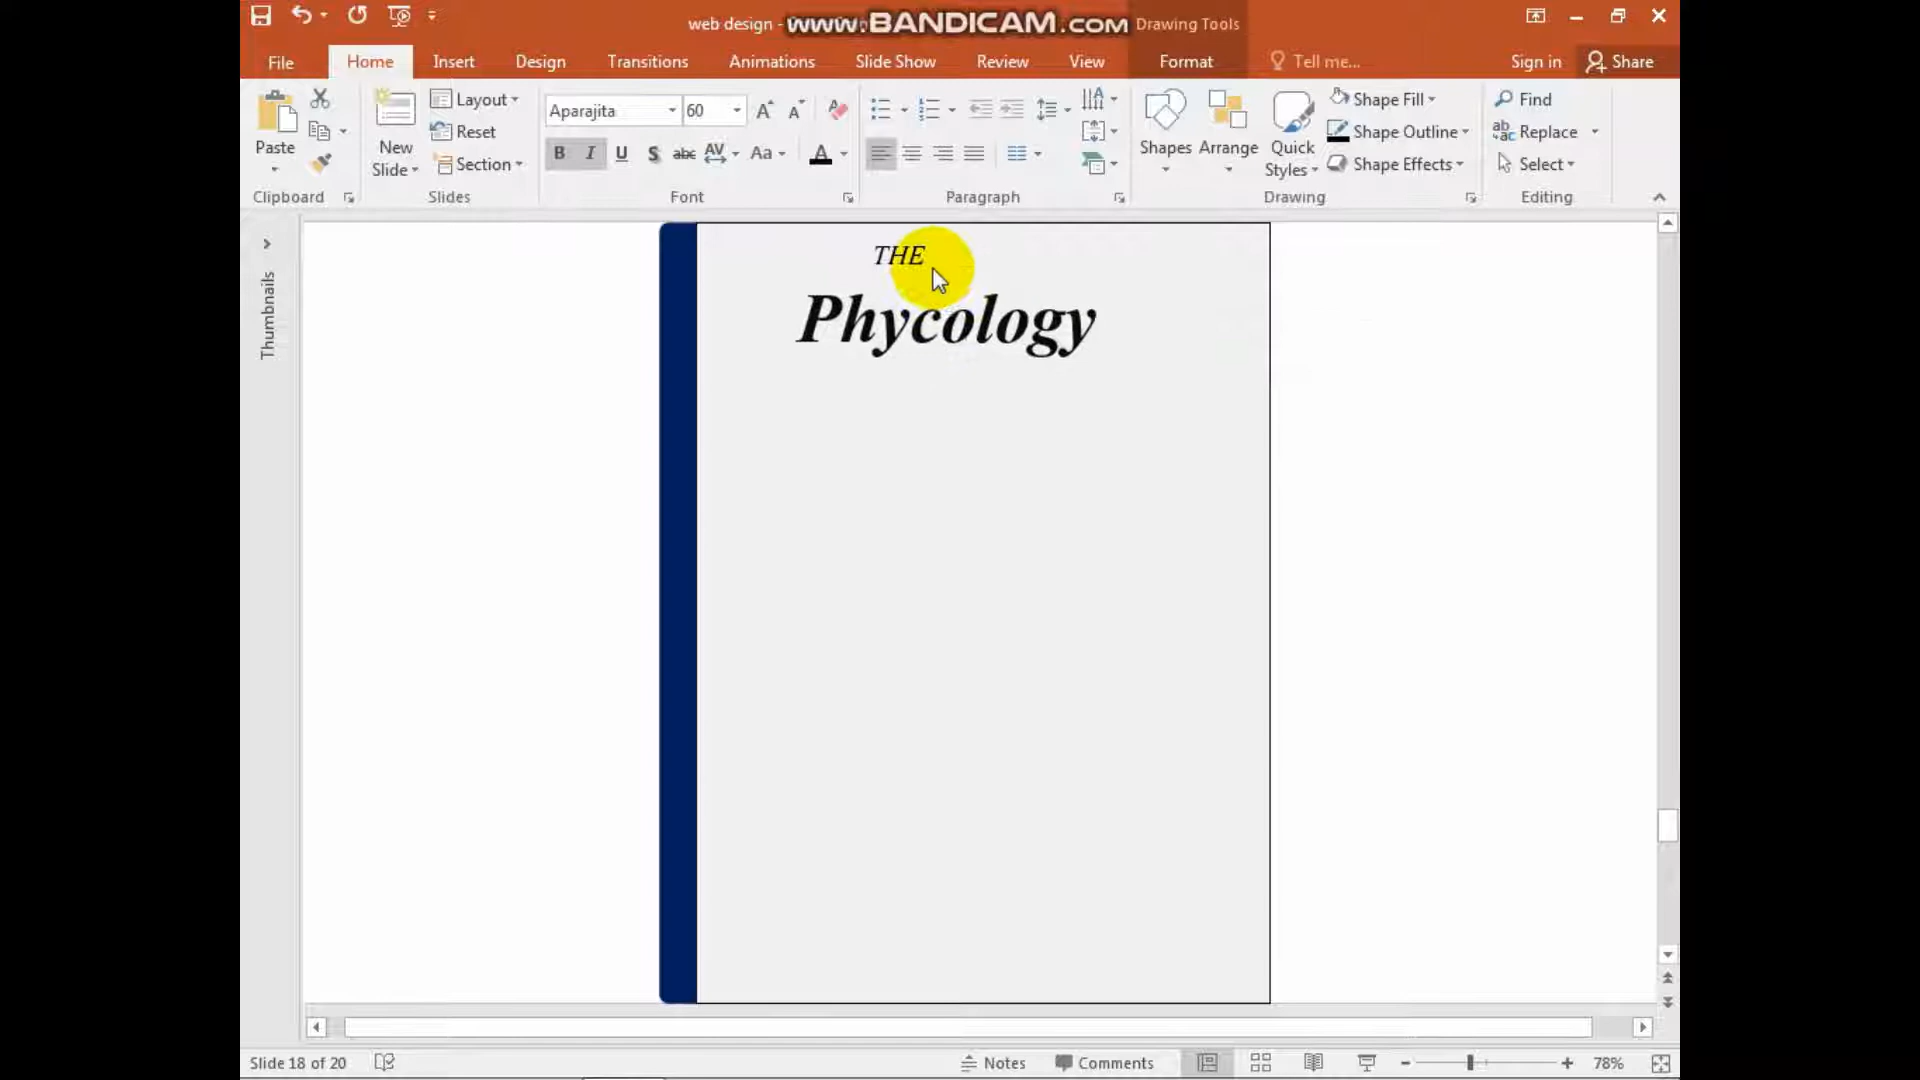 web design - 
www.BANDICAM.com
Drawing Tools
File
Home
Insert
Design
Transitions
Animations
Slide Show
Review
View
Format
Tell me...
Sign in
Share
Paste
New
Slide
Layout
Reset
Section
Aparajita
60
B I U S abc AV Aa A
Shapes
Arrange
Quick
Styles
Shape Fill
Shape Outline
Shape Effects
Find
Replace
Select
Clipboard
Slides
Font
Paragraph
Drawing
Editing
Thumbnails
THE
Phycology
Slide 18 of 20
Notes
Comments
78%